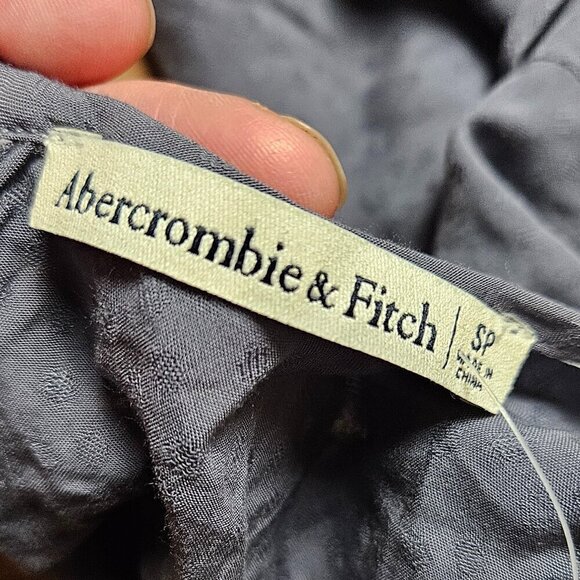 Abercrombie & Fitch
SP
MADE IN
CHINA